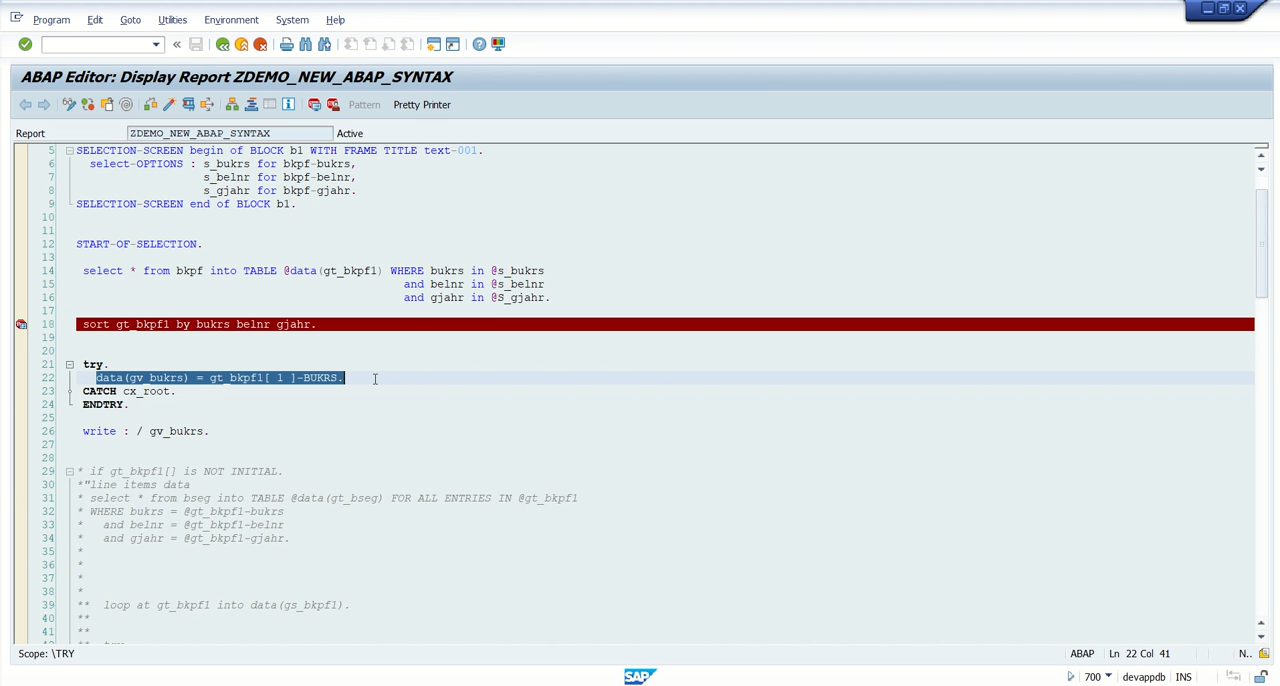 Program Edit Goto Utilities Environment System Help
ABAP Editor: Display Report ZDEMO_NEW_ABAP_SYNTAX
Pattern Pretty Printer
Report ZDEMO_NEW_ABAP_SYNTAX Active
5 SELECTION-SCREEN begin of BLOCK b1 WITH FRAME TITLE text-001.
6 select-OPTIONS : s_bukrs for bkpf-bukrs,
7 s_belnr for bkpf-belnr,
8 s_gjahr for bkpf-gjahr.
9 SELECTION-SCREEN end of BLOCK b1.
10
11
12 START-OF-SELECTION.
13
14 select * from bkpf into TABLE @data(gt_bkpf1) WHERE bukrs in @s_bukrs
15 and belnr in @s_belnr
16 and gjahr in @S_gjahr.
17
18 sort gt_bkpf1 by bukrs belnr gjahr.
19
20
21 try.
22 data(gv_bukrs) = gt_bkpf1[ 1 ]-BUKRS.
23 CATCH cx_root.
24 ENDTRY.
25
26 write : / gv_bukrs.
27
28
29 * if gt_bkpf1[] is NOT INITIAL.
30 *"line items data
31 * select * from bseg into TABLE @data(gt_bseg) FOR ALL ENTRIES IN @gt_bkpf1
32 * WHERE bukrs = @gt_bkpf1-bukrs
33 * and belnr = @gt_bkpf1-belnr
34 * and gjahr = @gt_bkpf1-gjahr.
35 *
36 *
37 *
38 *
39 ** loop at gt_bkpf1 into data(gs_bkpf1).
40 **
41 **
Scope: \TRY ABAP Ln 22 Col 41 N..
SAP 700 devappdb INS